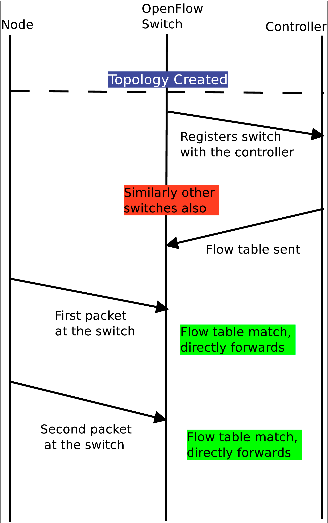 Node
OpenFlow
Switch
Controller
Topology Created
Registers switch
with the controller
Similarly other
switches also
Flow table sent
First packet
at the switch
Flow table match,
directly forwards
Second packet
at the switch
Flow table match,
directly forwards